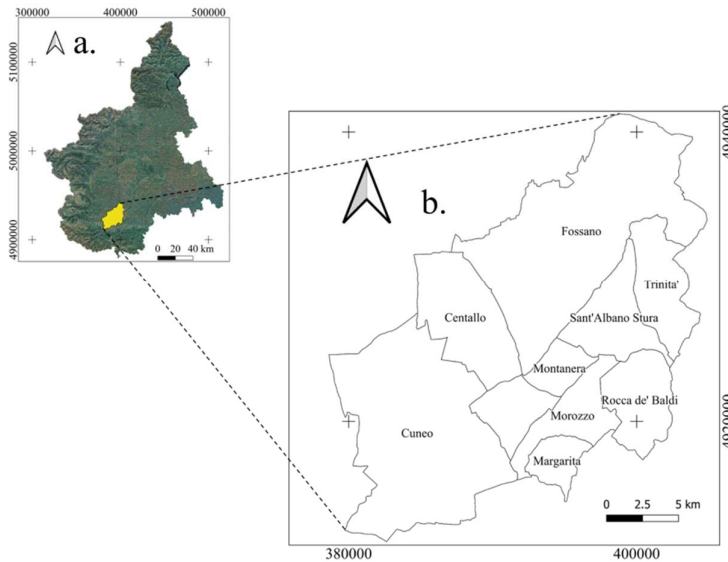 300000 400000 500000
a.
5100000
5000000
4900000
0 20 40 km
4940000
b.
Fossano
Trinita'
Centallo
Sant'Albano Stura
Montanera
Rocca de' Baldi
Morozzo
4920000
Cuneo
Margarita
0 2.5 5 km
380000 400000